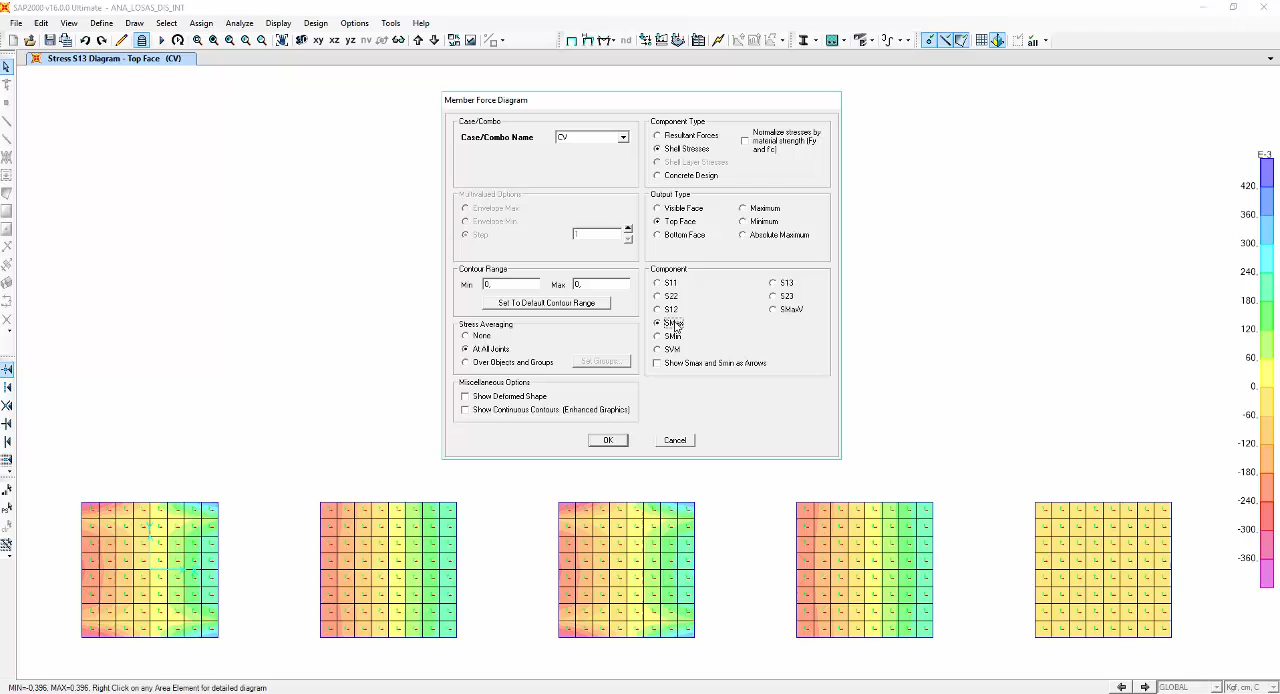 SAP2000 v16.0.0 Ultimate - ANA_LOSAS_DIS_INT
File Edit View Define Draw Select Assign Analyze Display Design Options Tools Help
xy xz yz nv nd all
Stress S13 Diagram - Top Face (CV)
Member Force Diagram
Case/Combo
Case/Combo Name CV
Multivalued Options
Envelope Max
Envelope Min
Step 1
Contour Range
Min 0, Max 0,
Set To Default Contour Range
Stress Averaging
None
At All Joints
Over Objects and Groups Set Groups...
Miscellaneous Options
Show Deformed Shape
Show Continuous Contours (Enhanced Graphics)
Component Type
Resultant Forces
Shell Stresses
Shell Layer Stresses
Concrete Design
Normalize stresses by
material strength (Fy
and f'c)
Output Type
Visible Face Maximum
Top Face Minimum
Bottom Face Absolute Maximum
Component
S11 S13
S22 S23
S12 SMaxV
SMax
SMin
SVM
Show Smax and Smin as Arrows
OK Cancel
E-3
420.
360.
300.
240.
180.
120.
60.
0.
-60.
-120.
-180.
-240.
-300.
-360.
MIN=-0.396, MAX=0.396, Right Click on any Area Element for detailed diagram
GLOBAL Kgf, cm, C